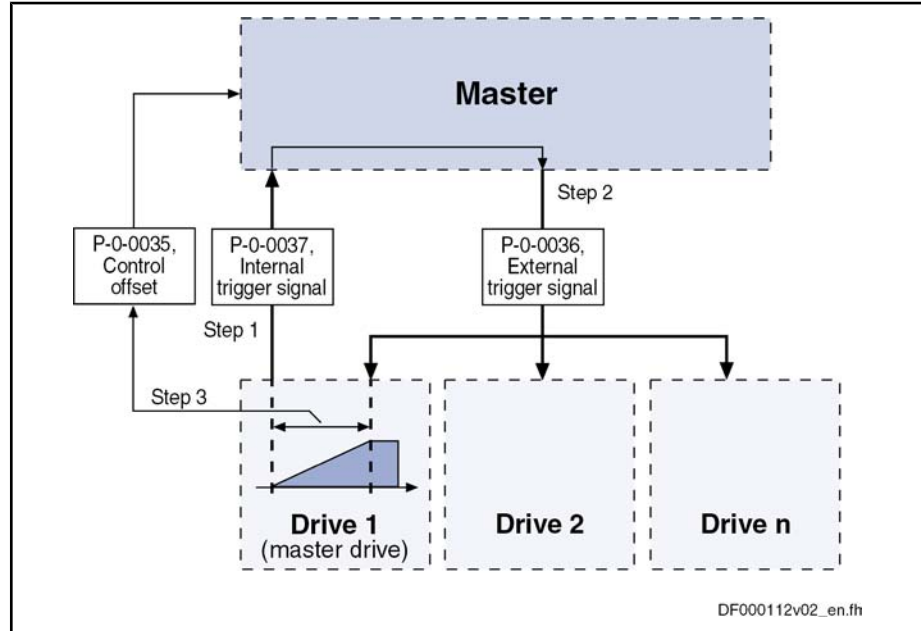 Master
Step 2
P-0-0035,
Control
offset
P-0-0037,
Internal
trigger signal
P-0-0036,
External
trigger signal
Step 1
Step 3
Drive 1
(master drive)
Drive 2
Drive n
DF000112v02_en.fh